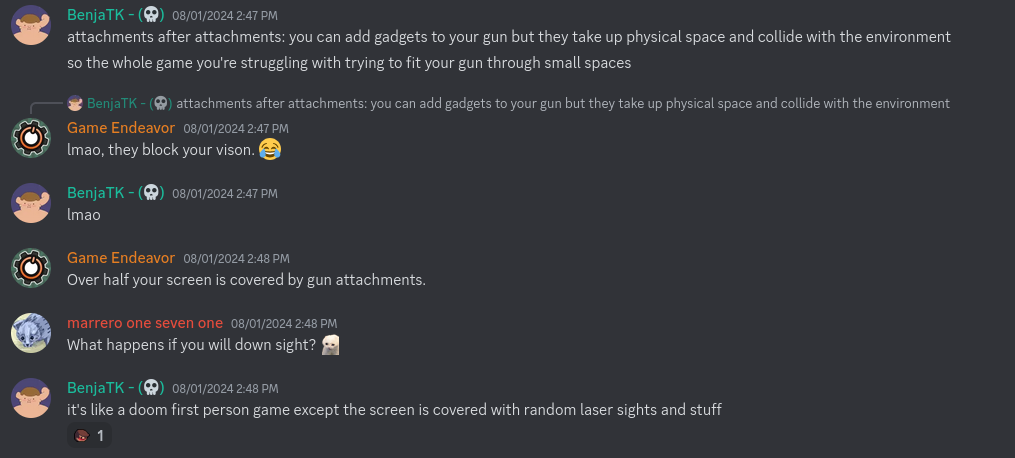 BenjaTK - (💀) 08/01/2024 2:47 PM
attachments after attachments: you can add gadgets to your gun but they take up physical space and collide with the environment
so the whole game you're struggling with trying to fit your gun through small spaces
BenjaTK - (💀) attachments after attachments: you can add gadgets to your gun but they take up physical space and collide with the environment
Game Endeavor 08/01/2024 2:47 PM
lmao, they block your vison. 😂
BenjaTK - (💀) 08/01/2024 2:47 PM
lmao
Game Endeavor 08/01/2024 2:48 PM
Over half your screen is covered by gun attachments.
marrero one seven one 08/01/2024 2:48 PM
What happens if you will down sight?
BenjaTK - (💀) 08/01/2024 2:48 PM
it's like a doom first person game except the screen is covered with random laser sights and stuff
1